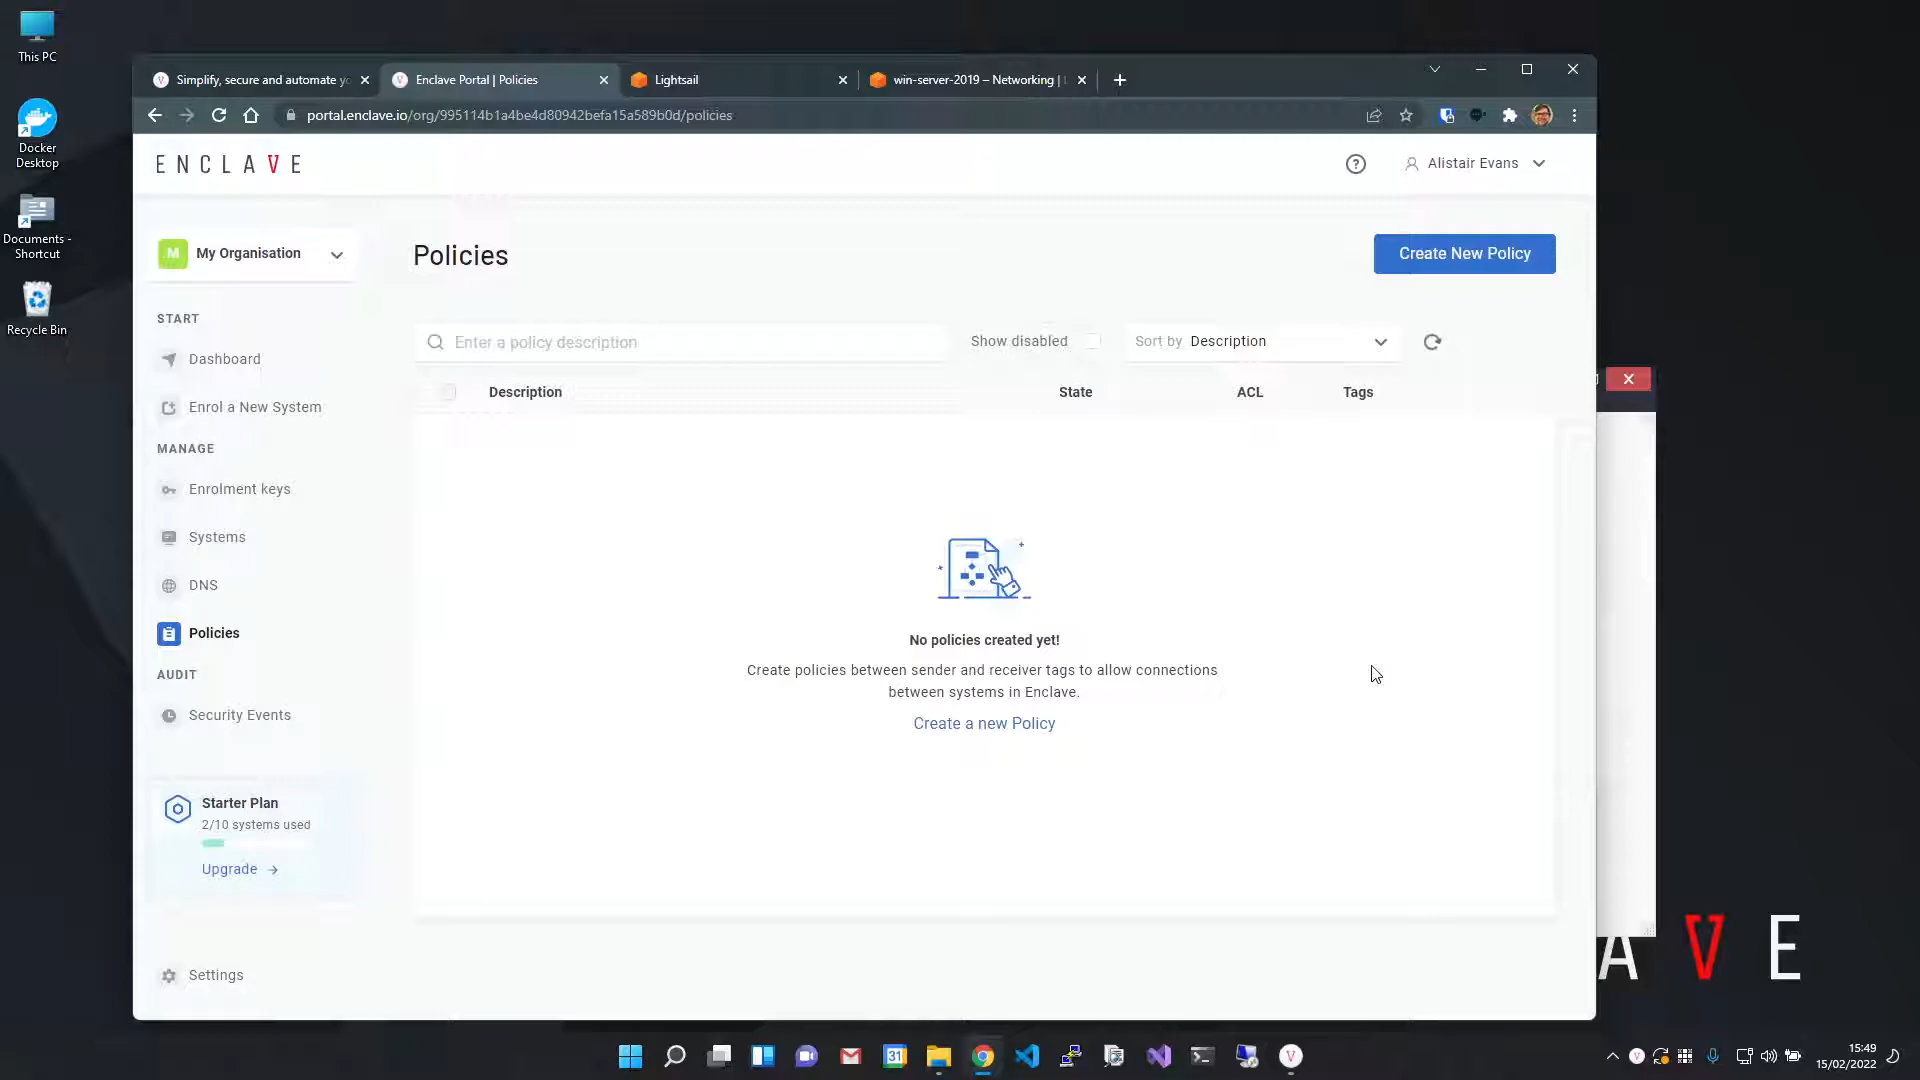 This PC
Docker
Desktop
Documents -
Shortcut
Recycle Bin
Simplify, secure and automate yo
Enclave Portal | Policies
Lightsail
win-server-2019 – Networking |
portal.enclave.io/org/995114b1a4be4d80942befa15a589b0d/policies
ENCLAVE
Alistair Evans
M
My Organisation
Policies
Create New Policy
START
Dashboard
Enrol a New System
MANAGE
Enrolment keys
Systems
DNS
Policies
AUDIT
Security Events
Starter Plan
2/10 systems used
Upgrade
Settings
Enter a policy description
Show disabled
Sort by Description
Description
State
ACL
Tags
No policies created yet!
Create policies between sender and receiver tags to allow connections
between systems in Enclave.
Create a new Policy
A V E
31
15:49
15/02/2022